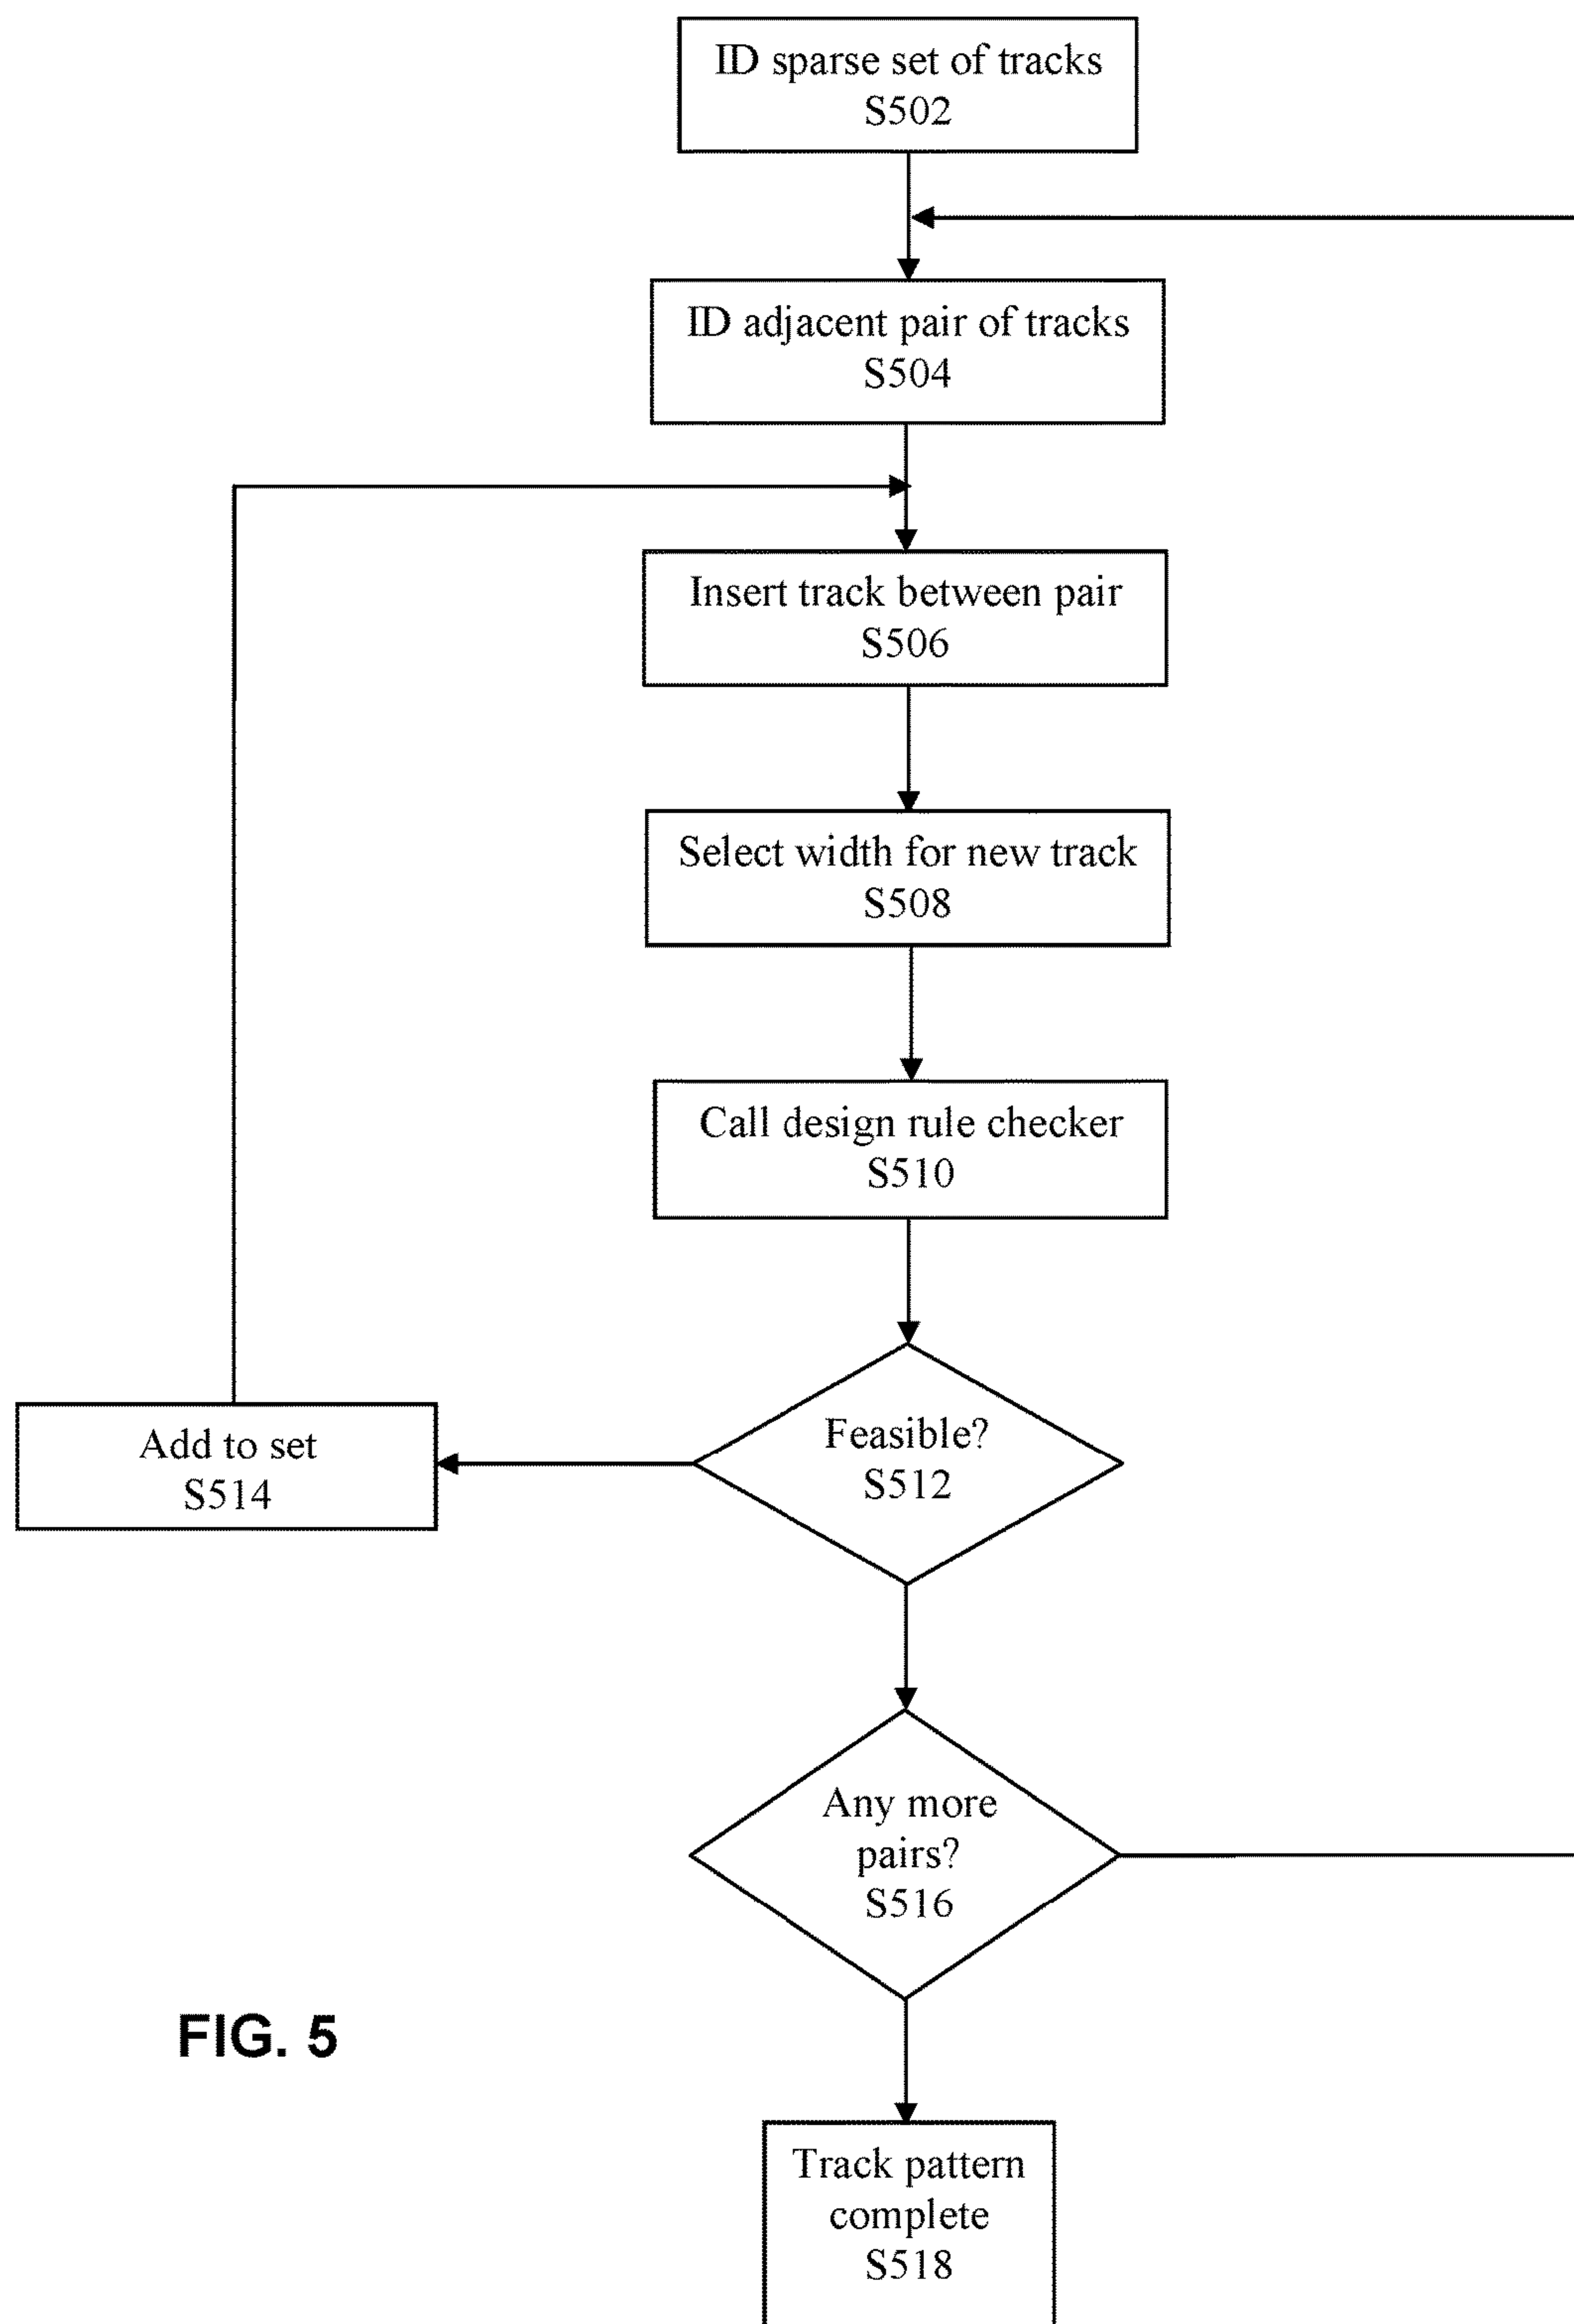 ID sparse set of tracks
S502
ID adjacent pair of tracks
S504
Insert track between pair
S506
Select width for new track
S508
Call design rule checker
S510
Feasible?
S512
Add to set
S514
Any more
pairs?
S516
FIG. 5
Track pattern
complete
S518